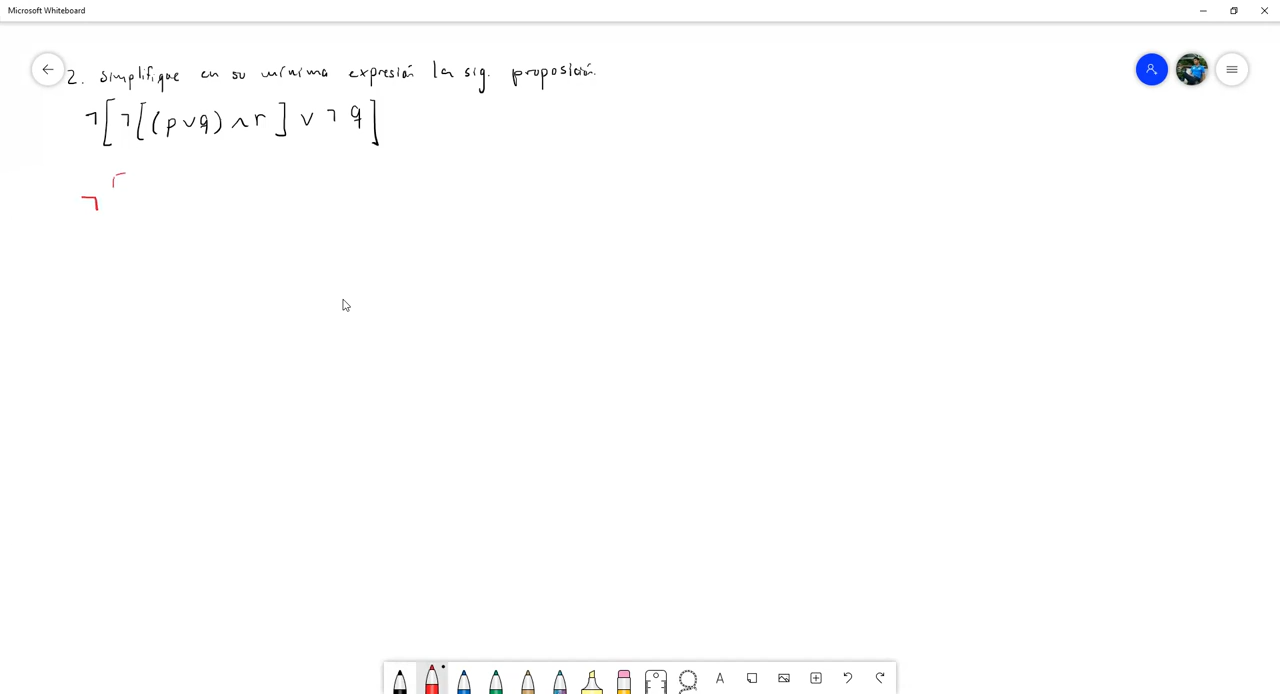 Microsoft Whiteboard
2. Simplifique en su mínima expresión la sig. proposición.
¬[¬[(p∨q)∧r]∨¬q]
¬[
A